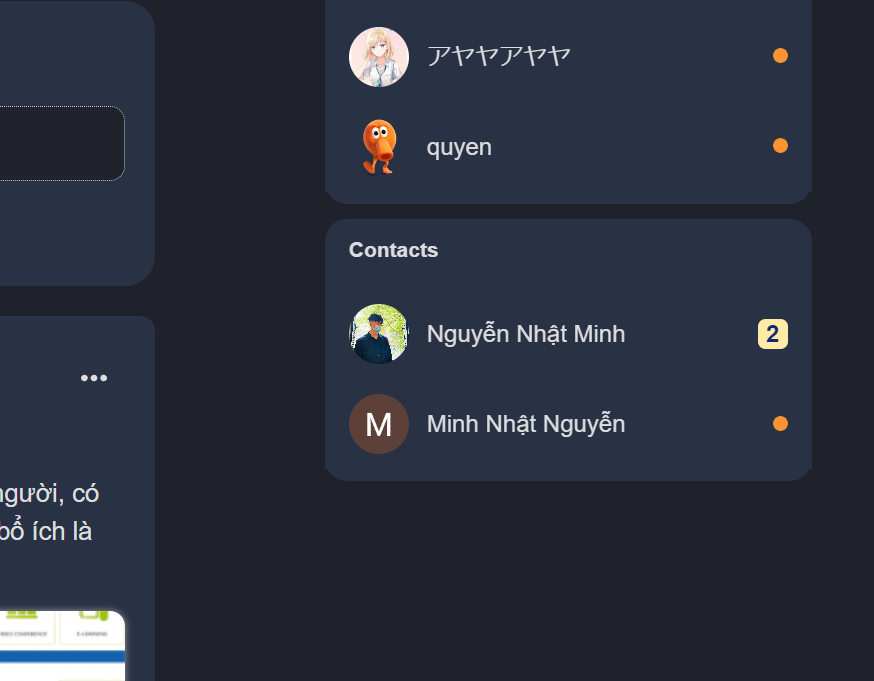 アヤヤアヤヤ
quyen
Contacts
Nguyễn Nhật Minh
2
M
Minh Nhật Nguyễn
người, có
bổ ích là
CONFERENCE
E-LEARNING